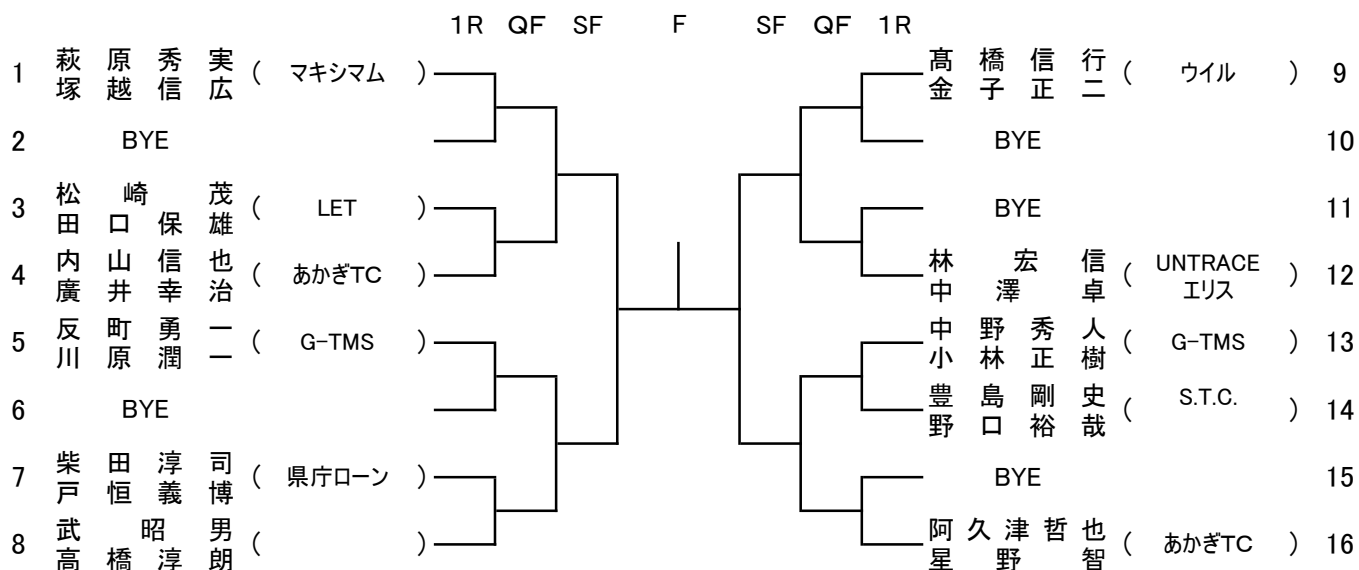 1R QF SF F SF QF 1R
1 萩原秀実 塚越信広 ( マキシマム )
2 BYE
3 松崎茂 田口保雄 ( LET )
4 内山信也 廣井幸治 ( あかぎTC )
5 反町勇一 川原潤一 ( G-TMS )
6 BYE
7 柴田淳司 戸恒義博 ( 県庁ローン )
8 武昭男 高橋淳朗 ( )
髙橋信行 金子正二 ( ウイル ) 9
BYE 10
BYE 11
林宏信 中澤卓 ( UNTRACE エリス ) 12
中野秀人 小林正樹 ( G-TMS ) 13
豊島剛史 野口裕哉 ( S.T.C. ) 14
BYE 15
阿久津哲也 星野智 ( あかぎTC ) 16